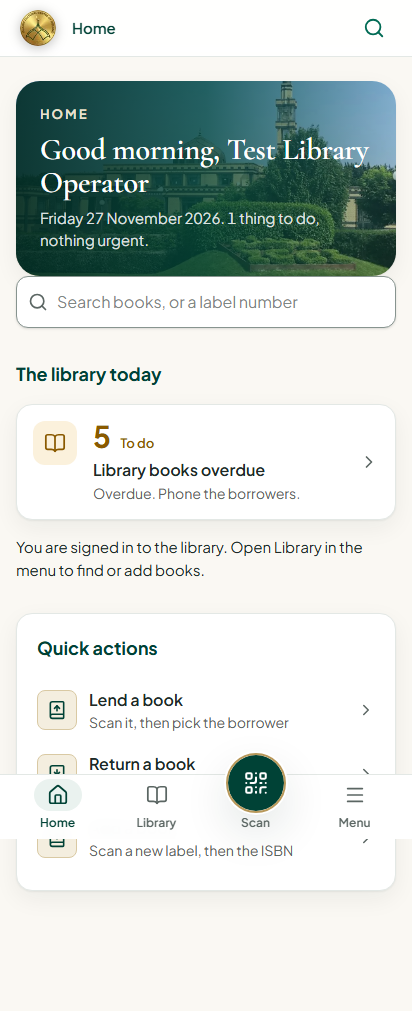 Home
HOME
Good morning, Test Library
Operator
Friday 27 November 2026. 1 thing to do,
nothing urgent.
Search books, or a label number
The library today
5 To do
Library books overdue
Overdue. Phone the borrowers.
You are signed in to the library. Open Library in the
menu to find or add books.
Quick actions
Lend a book
Scan it, then pick the borrower
Return a book
Home
Library
Scan
Menu
Scan a new label, then the ISBN